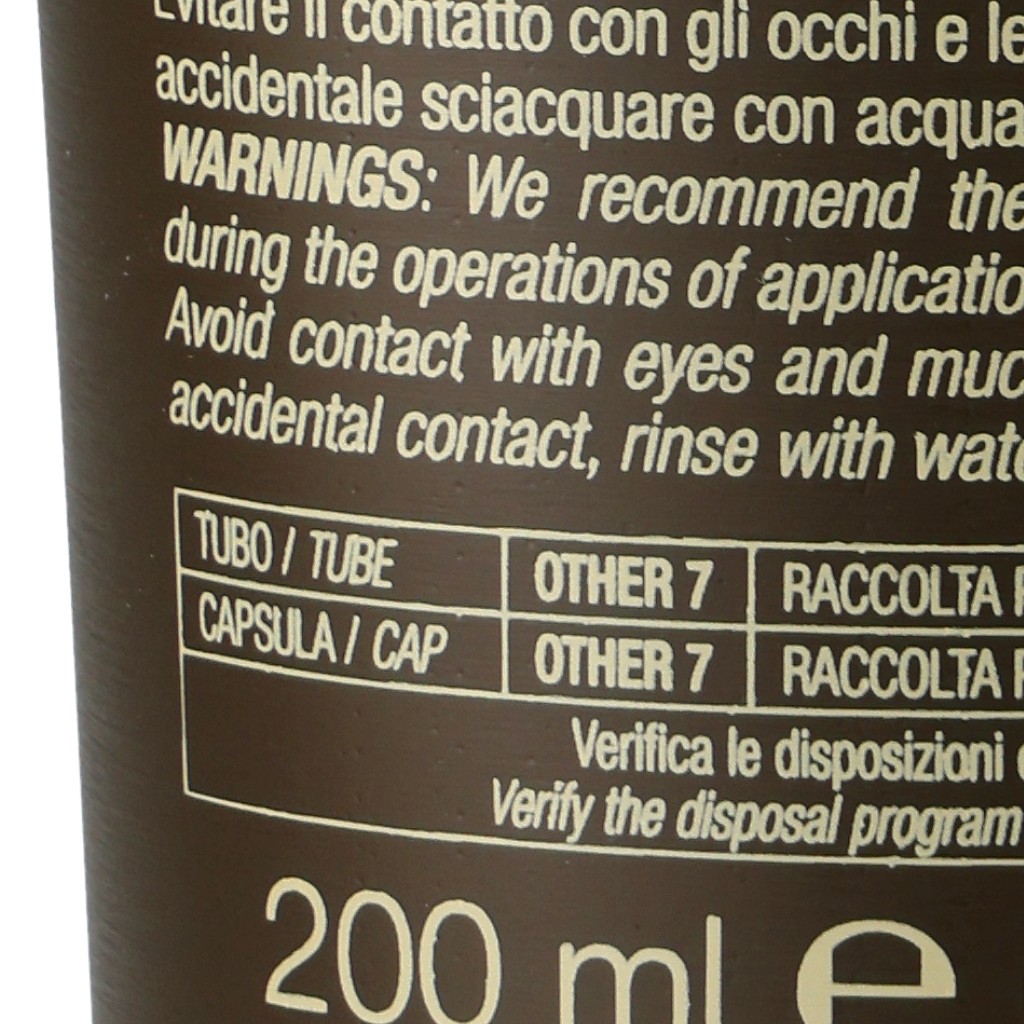 Evitare il contatto con gli occhi e le
accidentale sciacquare con acqua
WARNINGS: We recommend the
during the operations of applicatio
Avoid contact with eyes and muc
accidental contact, rinse with wate
TUBO / TUBE OTHER 7 RACCOLTA
CAPSULA / CAP OTHER 7 RACCOLTA
Verifica le disposizioni
Verify the disposal program
200 ml e